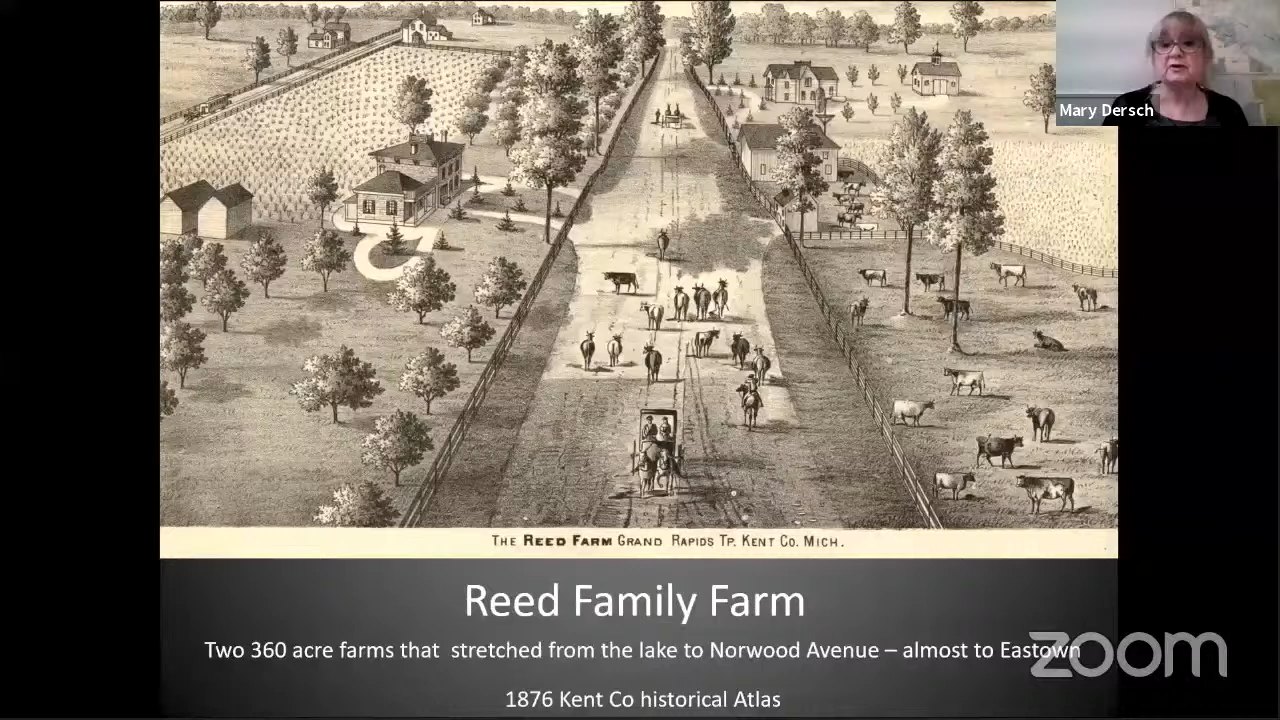 Mary Dersch
THE REED FARM GRAND RAPIDS TP. KENT CO. MICH.
Reed Family Farm
Two 360 acre farms that stretched from the lake to Norwood Avenue – almost to Eastown
zoom
1876 Kent Co historical Atlas